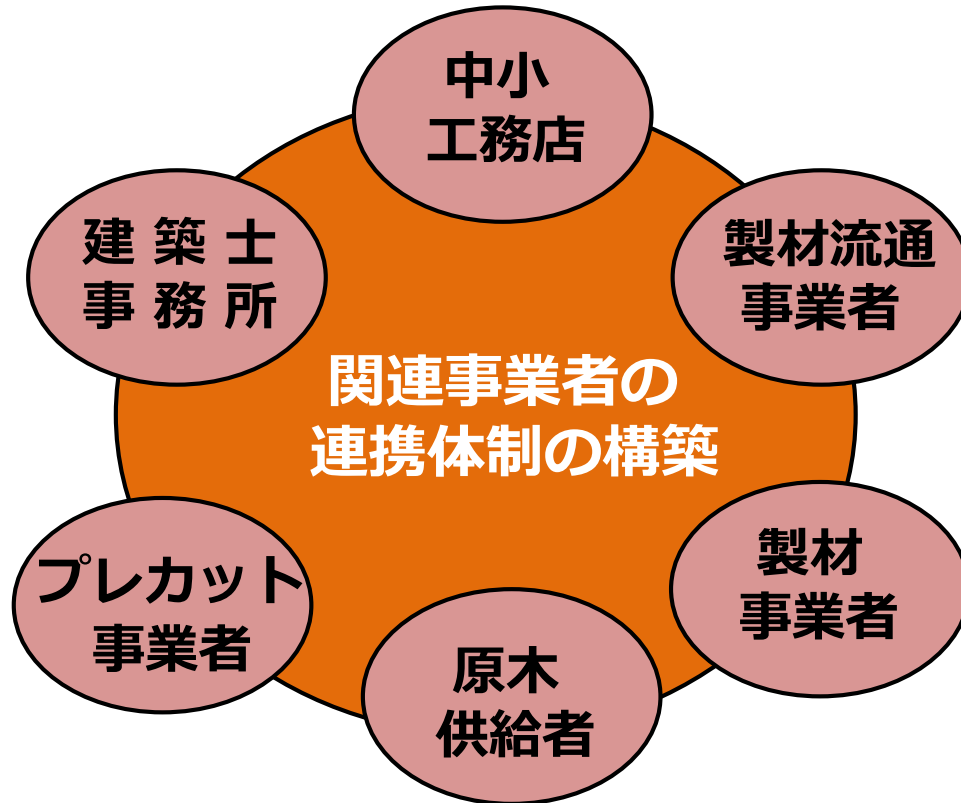 中小
工務店
建 築 士
事 務 所
製材流通
事業者
関連事業者の
連携体制の構築
プレカット
事業者
製材
事業者
原木
供給者